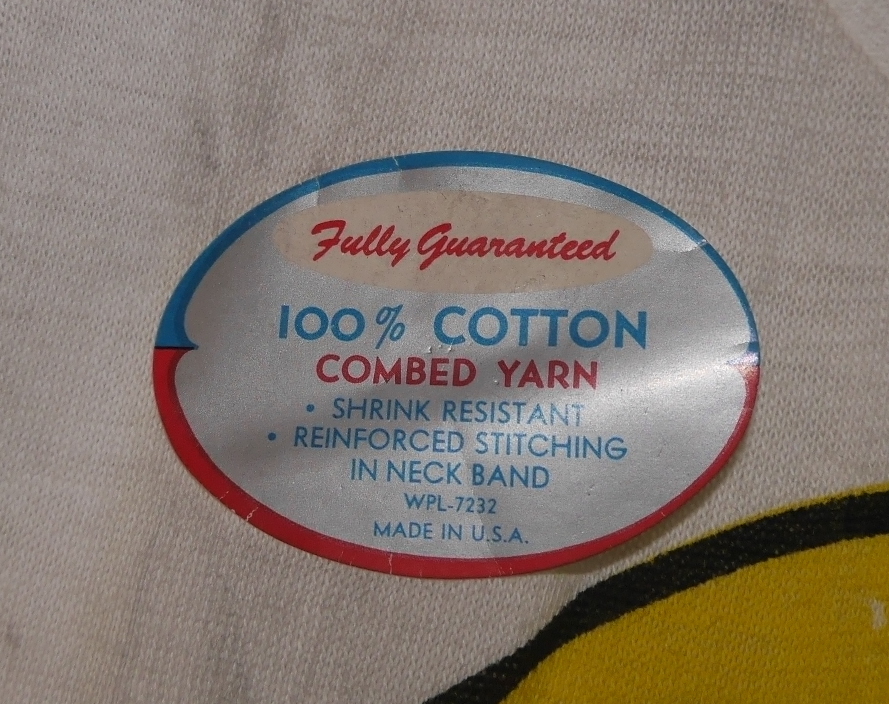 Fully Guaranteed
100% COTTON
COMBED YARN
• SHRINK RESISTANT
• REINFORCED STITCHING
IN NECK BAND
WPL-7232
MADE IN U.S.A.